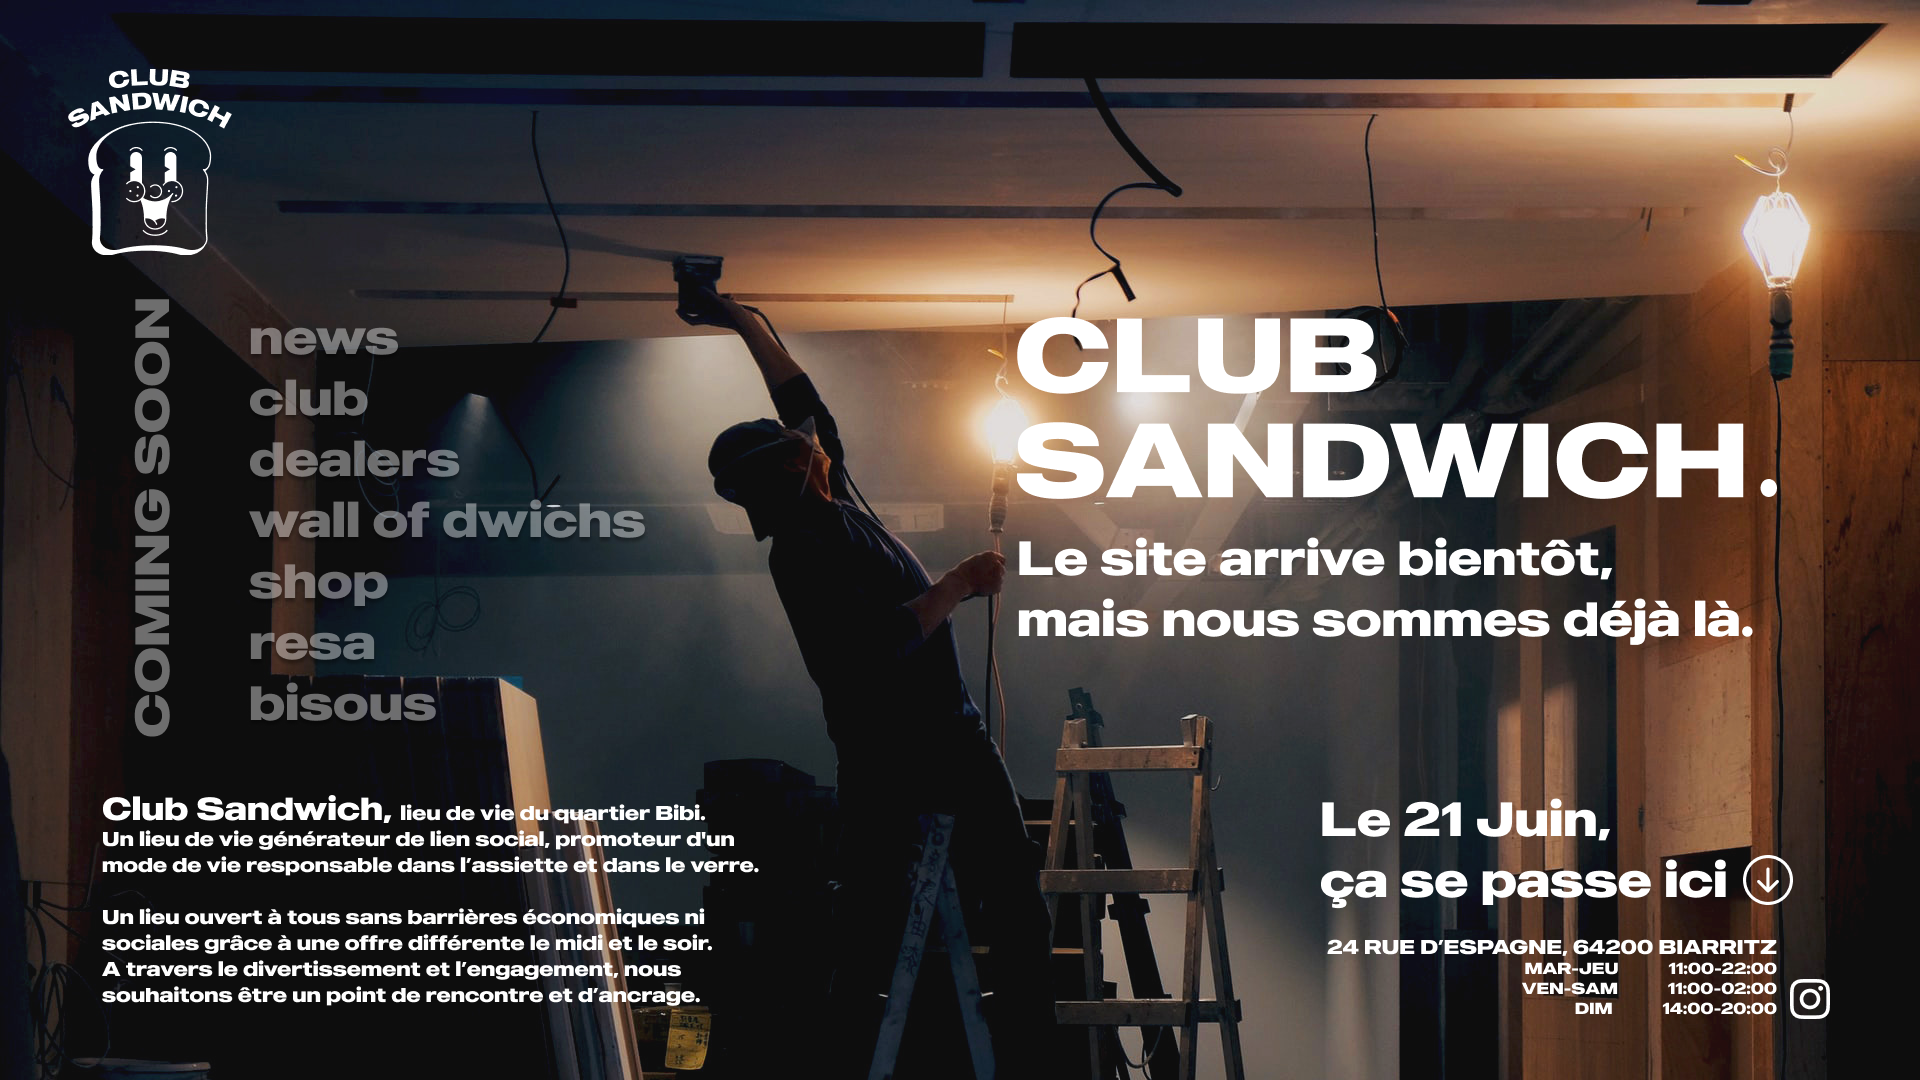 CLUB
SANDWICH
COMING SOON
news
club
dealers
wall of dwichs
shop
resa
bisous
CLUB
SANDWICH.
Le site arrive bientôt,
mais nous sommes déjà là.
Club Sandwich, lieu de vie du quartier Bibi.
Un lieu de vie générateur de lien social, promoteur d'un
mode de vie responsable dans l’assiette et dans le verre.
Un lieu ouvert à tous sans barrières économiques ni
sociales grâce à une offre différente le midi et le soir.
A travers le divertissement et l’engagement, nous
souhaitons être un point de rencontre et d’ancrage.
Le 21 Juin,
ça se passe ici
24 RUE D’ESPAGNE, 64200 BIARRITZ
MAR-JEU 11:00-22:00
VEN-SAM 11:00-02:00
DIM 14:00-20:00